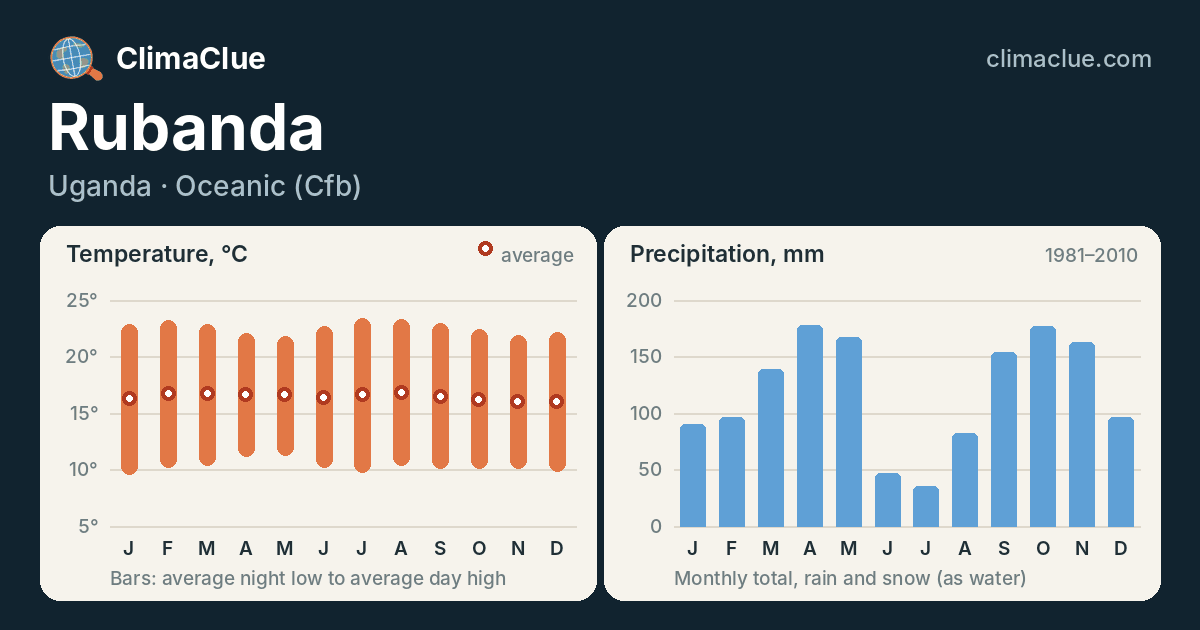 ClimaClue
climaclue.com
Rubanda
Uganda · Oceanic (Cfb)
Temperature, °C
average
25°
20°
15°
10°
5°
J F M A M J J A S O N D
Bars: average night low to average day high
Precipitation, mm
1981–2010
200
150
100
50
0
J F M A M J J A S O N D
Monthly total, rain and snow (as water)